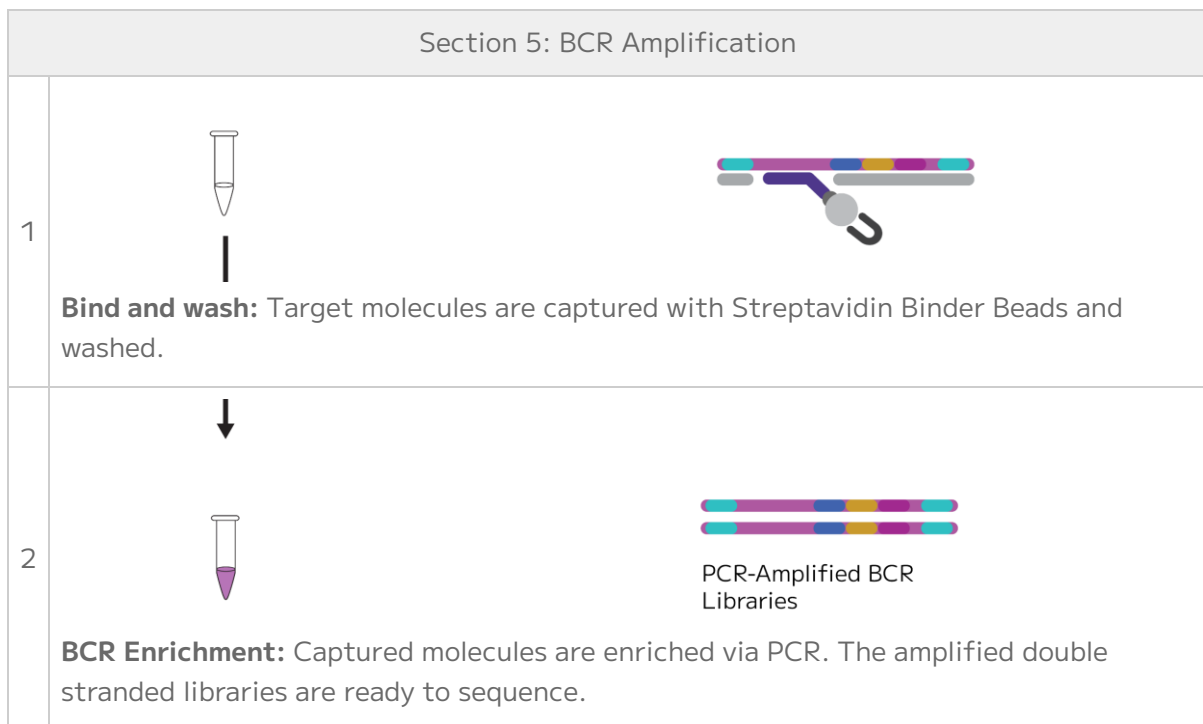 Section 5: BCR Amplification
1
Bind and wash: Target molecules are captured with Streptavidin Binder Beads and
washed.
2
PCR-Amplified BCR
Libraries
BCR Enrichment: Captured molecules are enriched via PCR. The amplified double
stranded libraries are ready to sequence.